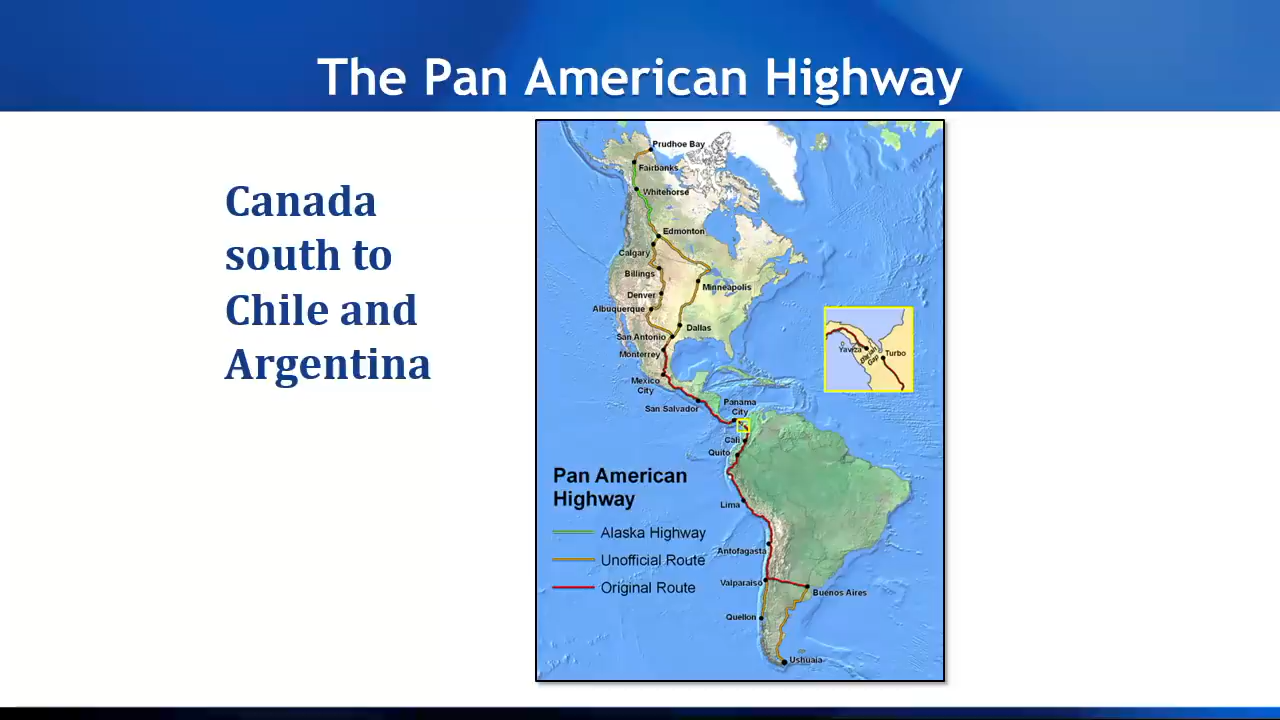 The Pan American Highway
Canada
south to
Chile and
Argentina
Prudhoe Bay
Fairbanks
Whitehorse
Edmonton
Calgary
Billings
Minneapolis
Denver
Albuquerque
Dallas
San Antonio
Monterrey
Mexico
City
San Salvador
Panama
City
Cali
Quito
Lima
Antofagasta
Valparaiso
Buenos Aires
Quellon
Ushuaia
Yaviza
Darian
Gap
Turbo
Pan American
Highway
Alaska Highway
Unofficial Route
Original Route